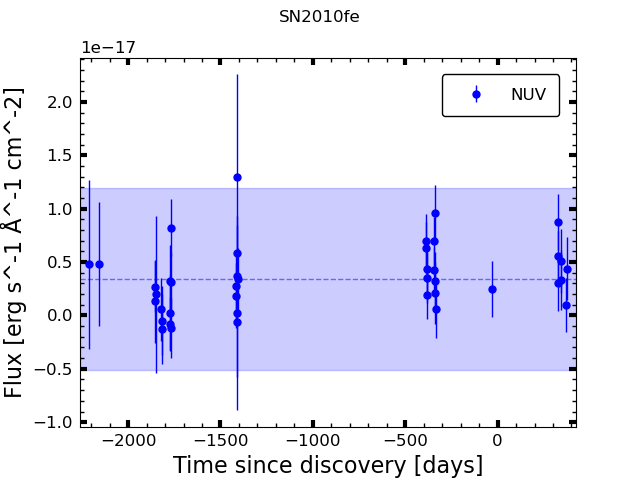 SN2010fe
1e−17
NUV
2.0
1.5
1.0
0.5
0.0
−0.5
−1.0
Flux [erg s^-1 Å^-1 cm^-2]
−2000 −1500 −1000 −500 0
Time since discovery [days]